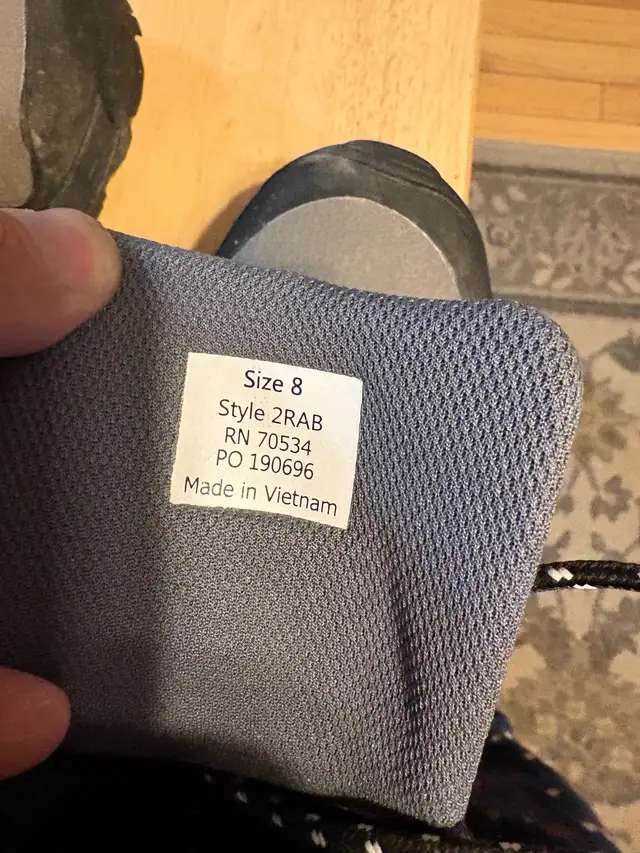 Size 8
Style 2RAB
RN 70534
PO 190696
Made in Vietnam